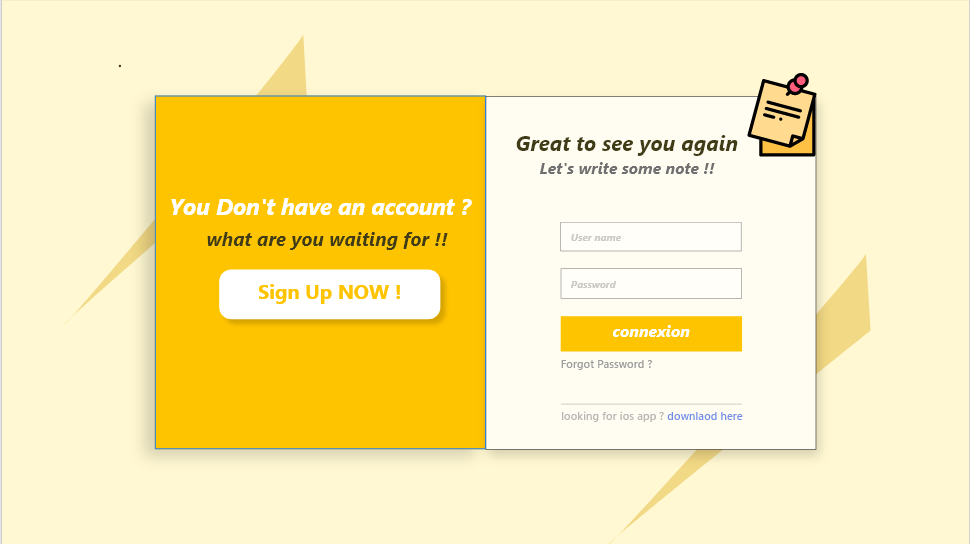 You Don't have an account ?
what are you waiting for !!
Sign Up NOW !
Great to see you again
Let's write some note !!
User name
Password
connexion
Forgot Password ?
looking for ios app ? downlaod here